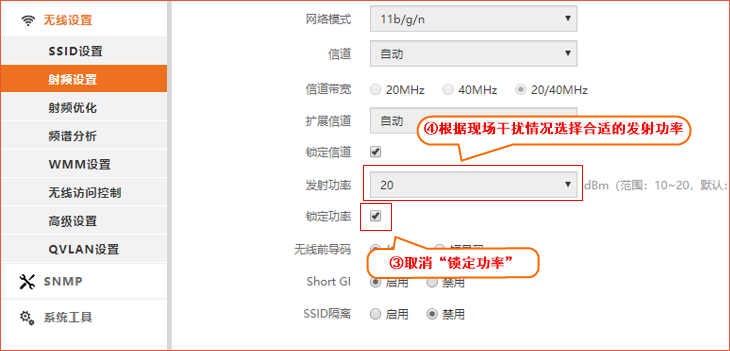 无线设置
SSID设置
射频设置
射频优化
频谱分析
WMM设置
无线访问控制
高级设置
QVLAN设置
SNMP
系统工具
网络模式 11b/g/n
信道 自动
信道带宽 20MHz 40MHz 20/40MHz
扩展信道 自动
④根据现场干扰情况选择合适的发射功率
锁定信道
发射功率 20 dBm (范围：10~20，默认：
锁定功率
无线前导码
③取消“锁定功率”
Short GI 启用 禁用
SSID隔离 启用 禁用